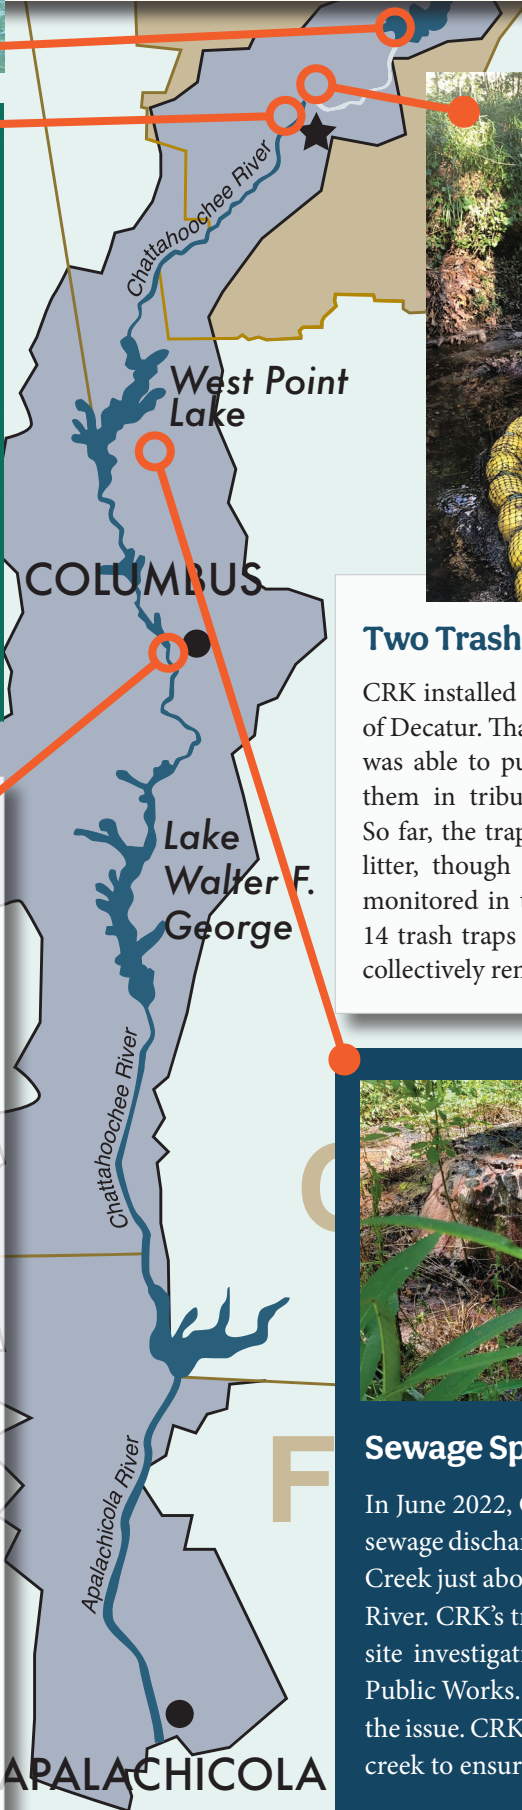 Chattahoochee River
West Point
Lake
COLUMBUS
Lake
Walter F.
George
Chattahoochee River
Apalachicola River
APALACHICOLA
F
Two Trash
CRK installed
of Decatur. Tha
was able to pu
them in tribu
So far, the trap
litter, though
monitored in t
14 trash traps
collectively ren
Sewage Sp
In June 2022, C
sewage dischar
Creek just abo
River. CRK’s tr
site investigati
Public Works.
the issue. CRK
creek to ensur